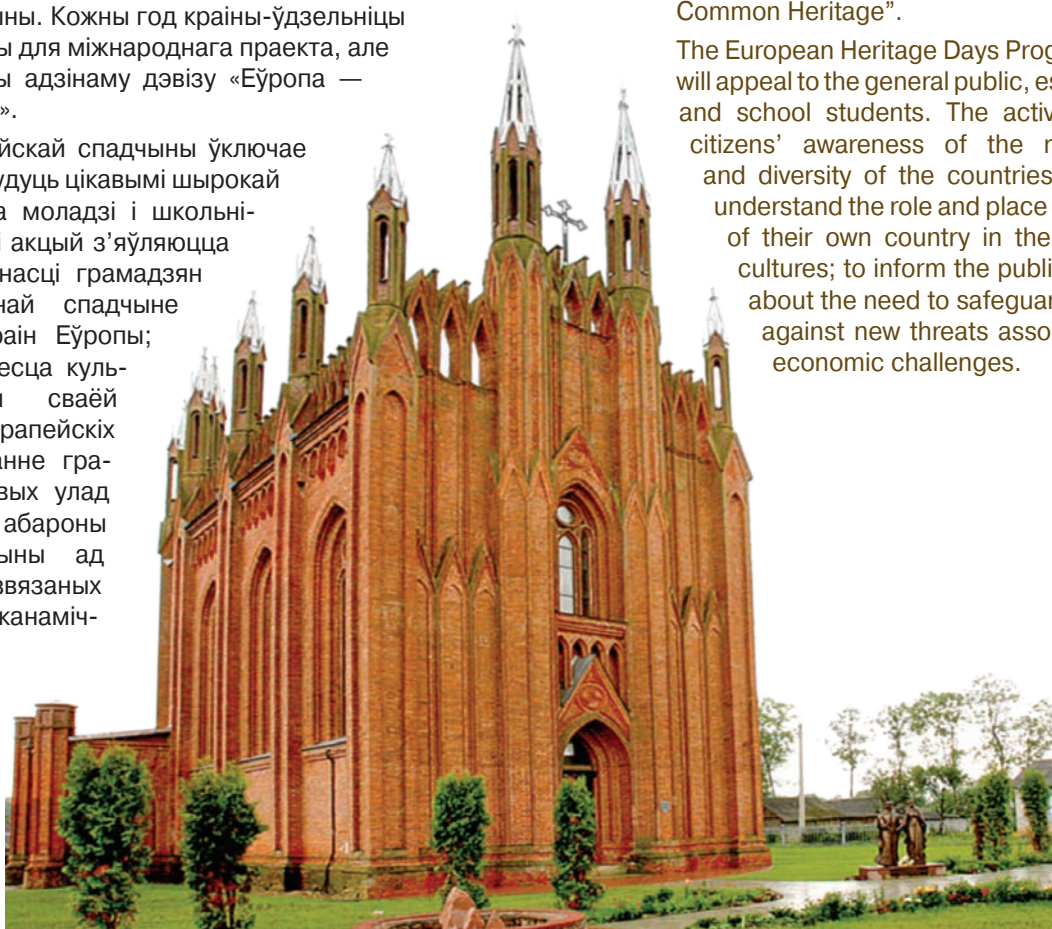 ыны. Кожны год краіны-ўдзельніцы
ы для міжнароднага праекта, але
ы адзінаму дэвізу «Еўропа —
».
йскай спадчыны ўключае
удуць цікавымі шырокай
а моладзі і школьні-
і акцый з’яўляюцца
насці грамадзян
най спадчыне
раін Еўропы;
есца куль-
и сваёй
рапейскіх
анне гра-
вых улад
абароны
ыны ад
звязаных
канаміч-
Common Heritage”.
The European Heritage Days Prog
will appeal to the general public, es
and school students. The activ
citizens’ awareness of the n
and diversity of the countries
understand the role and place
of their own country in the
cultures; to inform the publi
about the need to safeguar
against new threats asso
economic challenges.